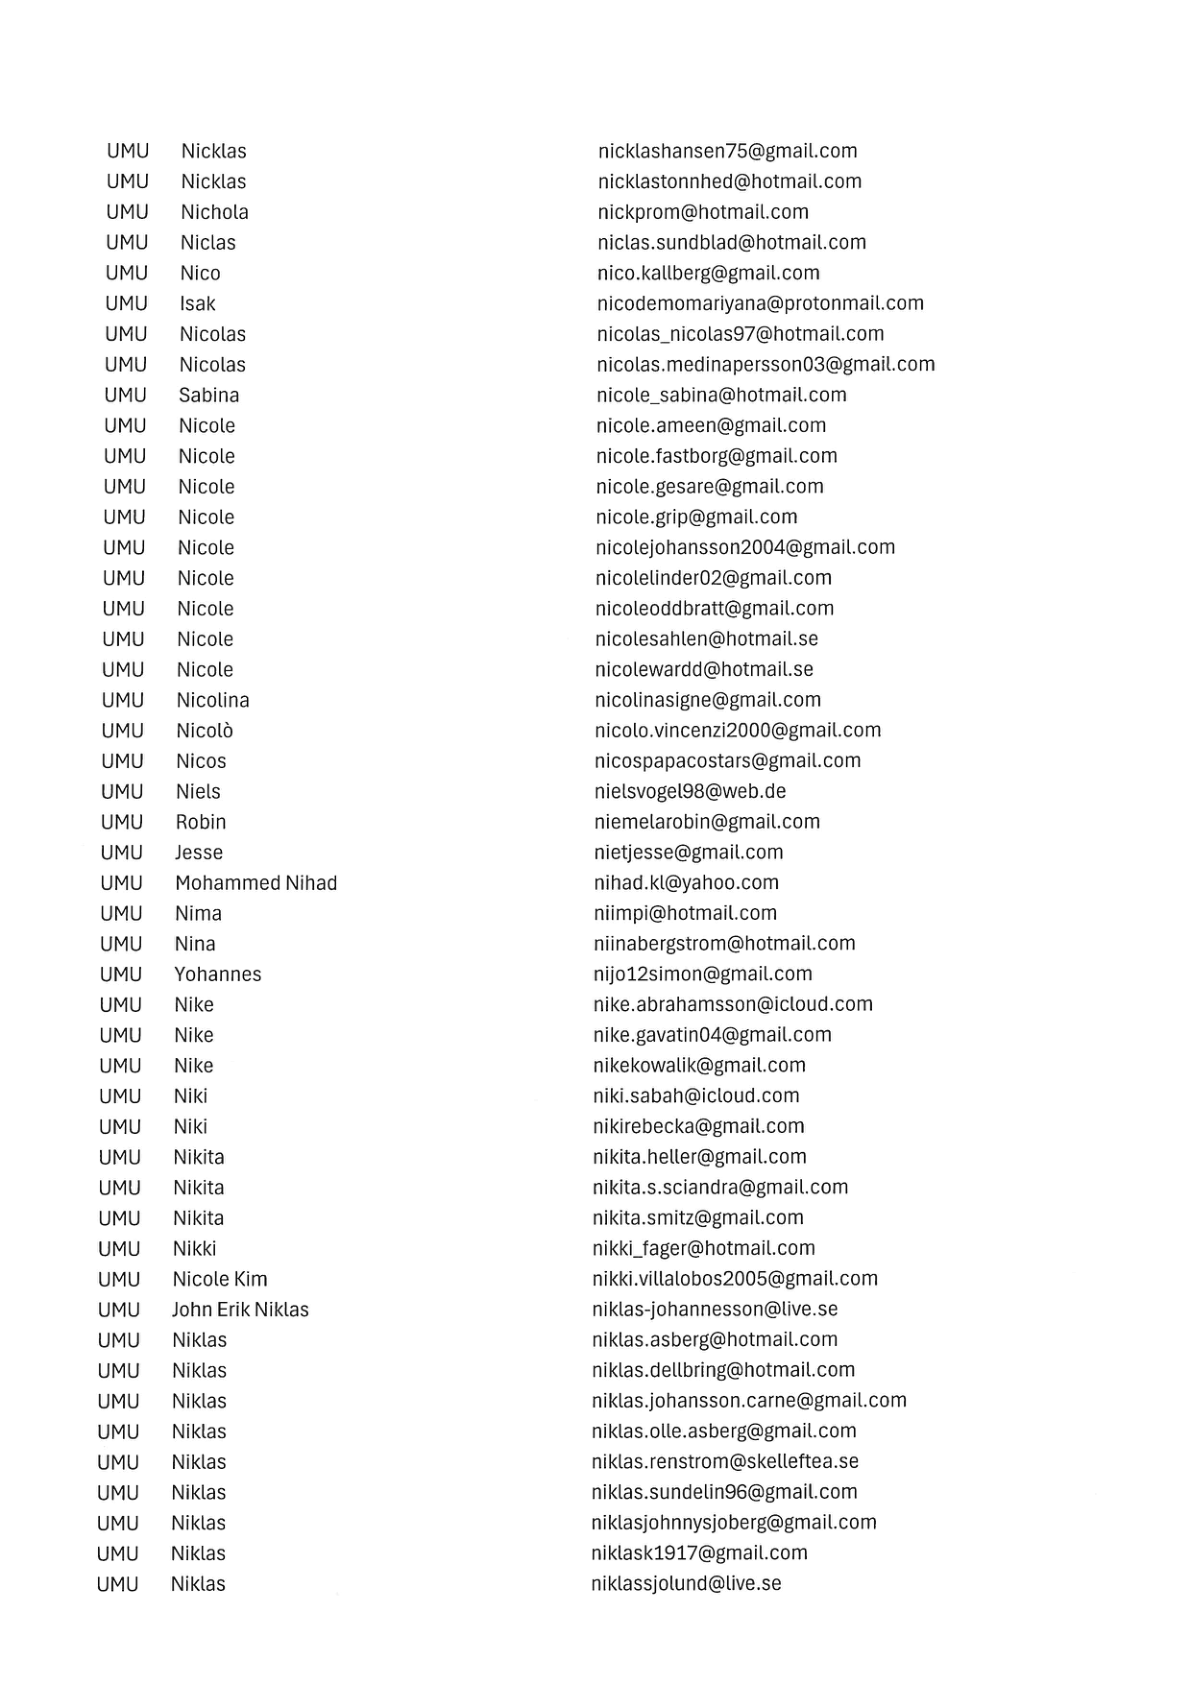 UMU Nicklas nicklashansen75@gmail.com
UMU Nicklas nicklastonnhed@hotmail.com
UMU Nichola nickprom@hotmail.com
UMU Niclas niclas.sundblad@hotmail.com
UMU Nico nico.kallberg@gmail.com
UMU Isak nicodemomariyana@protonmail.com
UMU Nicolas nicolas_nicolas97@hotmail.com
UMU Nicolas nicolas.medinapersson03@gmail.com
UMU Sabina nicole_sabina@hotmail.com
UMU Nicole nicole.ameen@gmail.com
UMU Nicole nicole.fastborg@gmail.com
UMU Nicole nicole.gesare@gmail.com
UMU Nicole nicole.grip@gmail.com
UMU Nicole nicolejohansson2004@gmail.com
UMU Nicole nicolelinder02@gmail.com
UMU Nicole nicoleoddbratt@gmail.com
UMU Nicole nicolesahlen@hotmail.se
UMU Nicole nicolewardd@hotmail.se
UMU Nicolina nicolinasigne@gmail.com
UMU Nicolò nicolo.vincenzi2000@gmail.com
UMU Nicos nicospapacostars@gmail.com
UMU Niels nielsvogel98@web.de
UMU Robin niemelarobin@gmail.com
UMU Jesse nietjesse@gmail.com
UMU Mohammed Nihad nihad.kl@yahoo.com
UMU Nima niimpi@hotmail.com
UMU Nina niinabergstrom@hotmail.com
UMU Yohannes nijo12simon@gmail.com
UMU Nike nike.abrahamsson@icloud.com
UMU Nike nike.gavatin04@gmail.com
UMU Nike nikekowalik@gmail.com
UMU Niki niki.sabah@icloud.com
UMU Niki nikirebecka@gmail.com
UMU Nikita nikita.heller@gmail.com
UMU Nikita nikita.s.sciandra@gmail.com
UMU Nikita nikita.smitz@gmail.com
UMU Nikki nikki_fager@hotmail.com
UMU Nicole Kim nikki.villalobos2005@gmail.com
UMU John Erik Niklas niklas-johannesson@live.se
UMU Niklas niklas.asberg@hotmail.com
UMU Niklas niklas.dellbring@hotmail.com
UMU Niklas niklas.johansson.carne@gmail.com
UMU Niklas niklas.olle.asberg@gmail.com
UMU Niklas niklas.renstrom@skelleftea.se
UMU Niklas niklas.sundelin96@gmail.com
UMU Niklas niklasjohnnysjoberg@gmail.com
UMU Niklas niklask1917@gmail.com
UMU Niklas niklassjolund@live.se